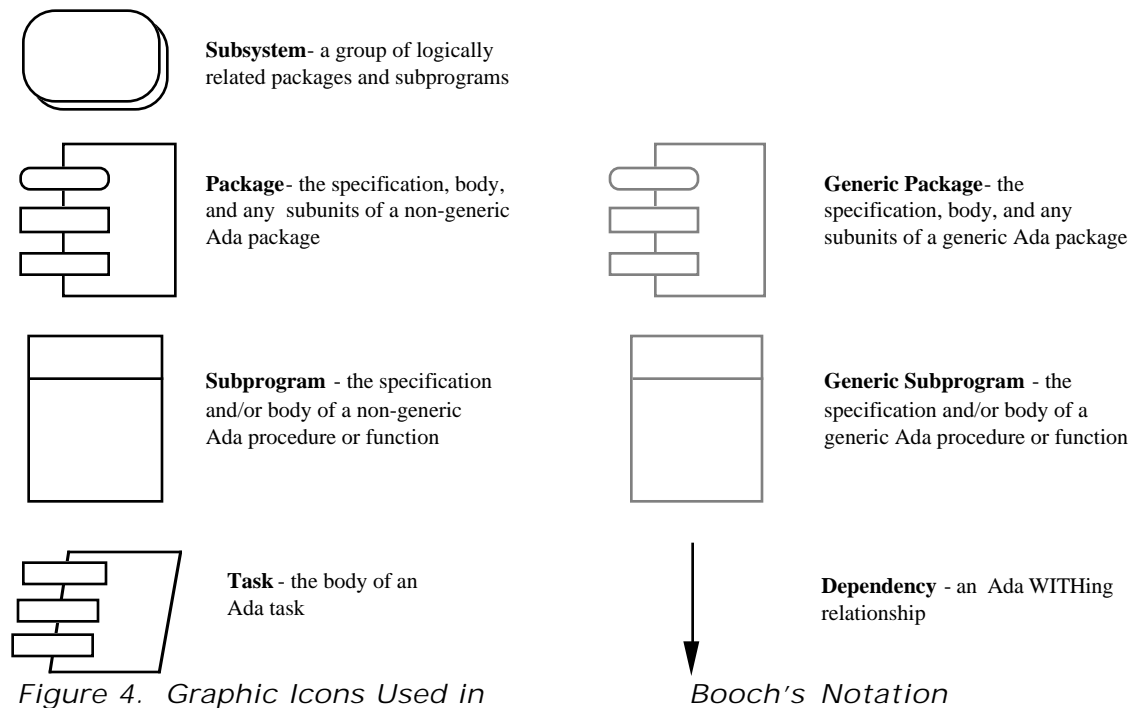 Subsystem- a group of logically
related packages and subprograms
Package- the specification, body,
and any subunits of a non-generic
Ada package
Generic Package- the
specification, body, and any
subunits of a generic Ada package
Subprogram - the specification
and/or body of a non-generic
Ada procedure or function
Generic Subprogram - the
specification and/or body of a
generic Ada procedure or function
Task - the body of an
Ada task
Dependency - an Ada WITHing
relationship
Figure 4. Graphic Icons Used in Booch's Notation